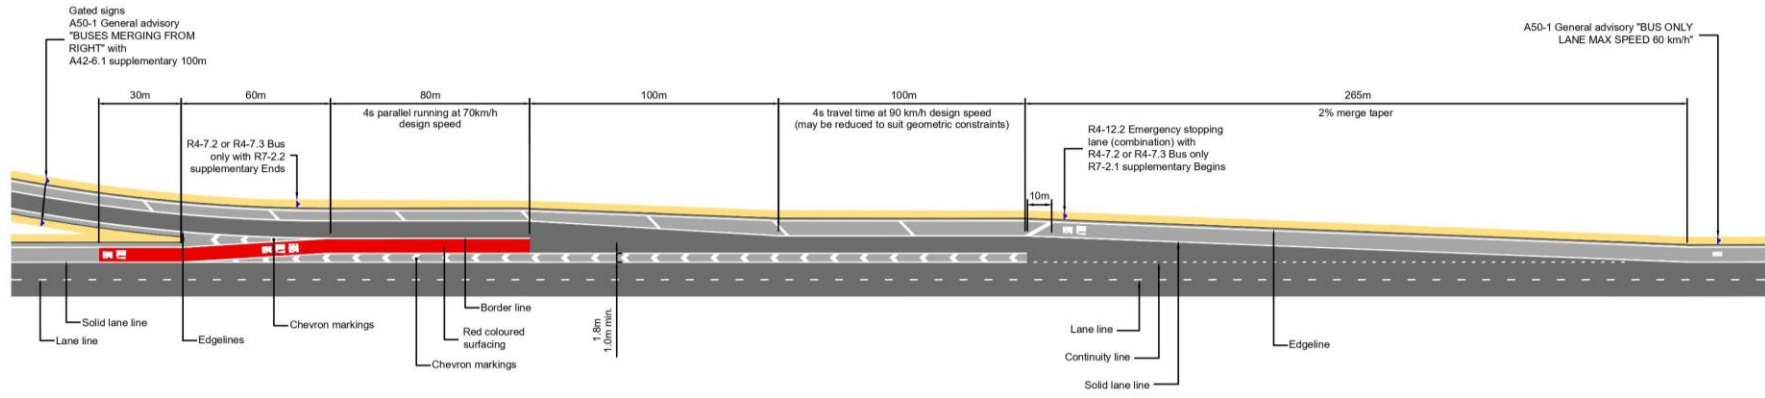 Gated signs
A50-1 General advisory
"BUSES MERGING FROM
RIGHT" with
A42-6.1 supplementary 100m
A50-1 General advisory "BUS ONLY
LANE MAX SPEED 60 km/h"
30m
60m
80m
100m
100m
265m
4s parallel running at 70km/h
design speed
4s travel time at 90 km/h design speed
(may be reduced to suit geometric constraints)
2% merge taper
R4-7.2 or R4-7.3 Bus
only with R7-2.2
supplementary Ends
R4-12.2 Emergency stopping
lane (combination) with
R4-7.2 or R4-7.3 Bus only
R7-2.1 supplementary Begins
10m
Solid lane line
Lane line
Edgelines
Chevron markings
Border line
Red coloured
surfacing
Chevron markings
1.8m
1.0m min.
Lane line
Continuity line
Solid lane line
Edgeline